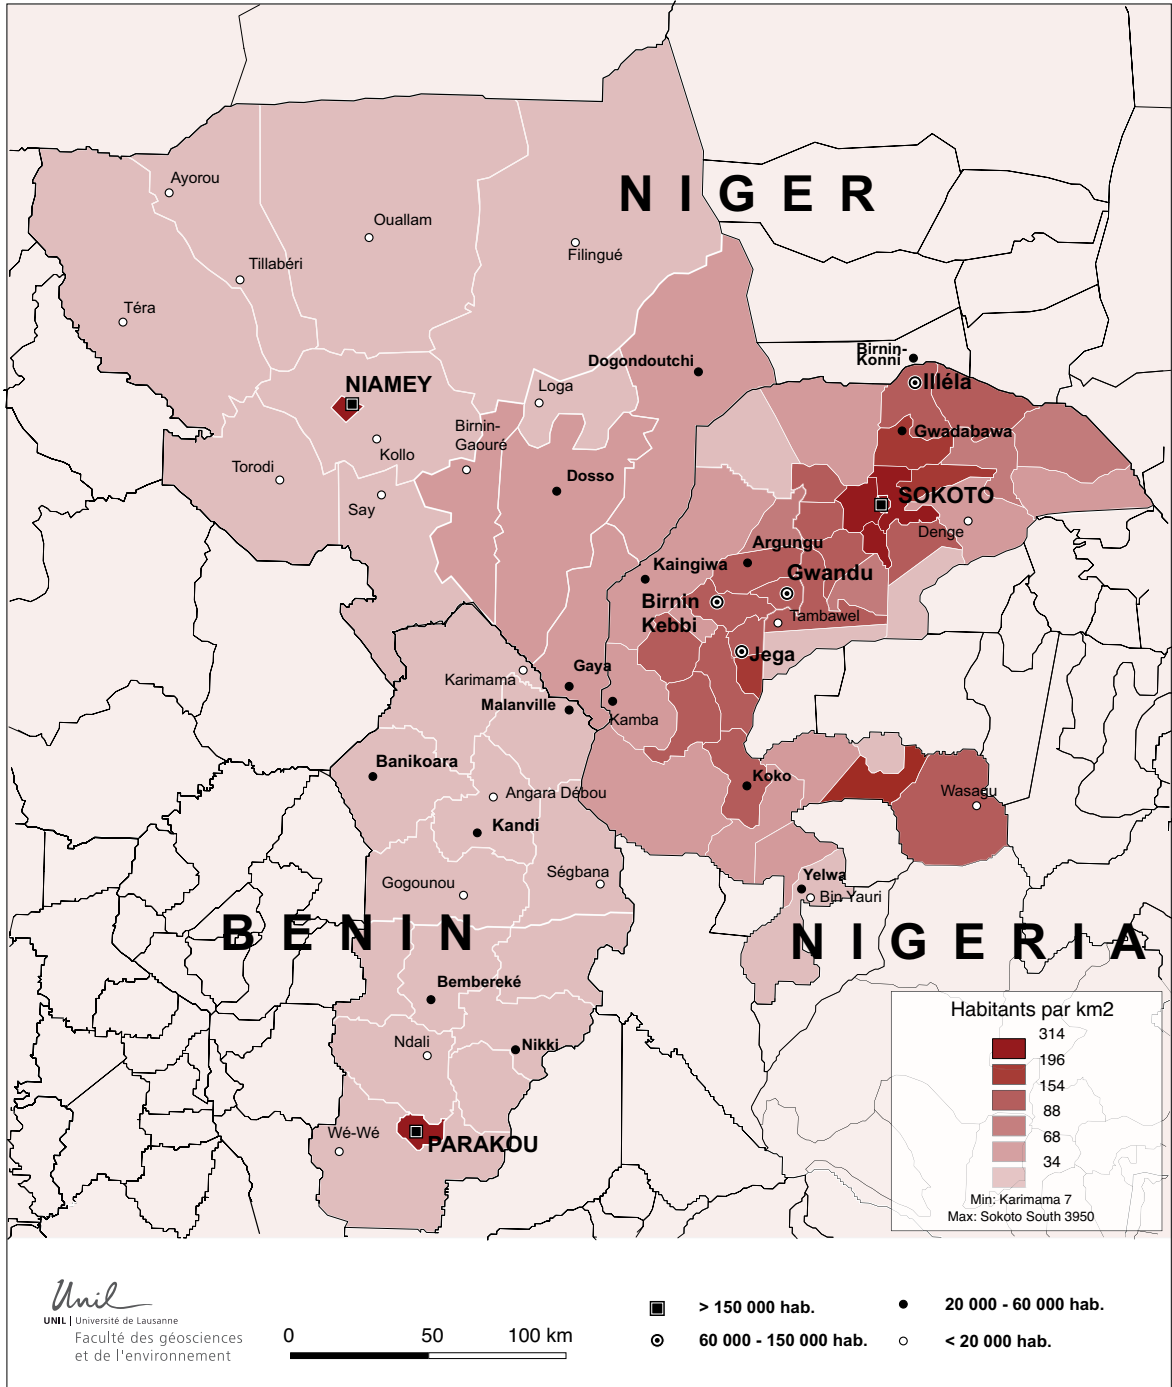 NIGER
Ayorou
Ouallam
Filingué
Tillabéri
Téra
Birnin-
Konni
Dogondoutchi
Illéla
NIAMEY
Loga
Birnin-
Gaouré
Gwadabawa
Kollo
Torodi
Dosso
SOKOTO
Say
Denge
Argungu
Kaingiwa
Gwandu
Birnin
Kebbi
Tambawel
Jega
Gaya
Karimama
Malanville
Kamba
Banikoara
Koko
Angara Débou
Wasagu
Kandi
Ségbana
Yelwa
Gogounou
Bin Yauri
BENIN
NIGERIA
Bembereké
Ndali
Nikki
Wé-Wé
PARAKOU
Habitants par km2
314
196
154
88
68
34
Min: Karimama 7
Max: Sokoto South 3950
Unil
UNIL | Université de Lausanne
Faculté des géosciences
et de l'environnement
0 50 100 km
> 150 000 hab.
60 000 - 150 000 hab.
20 000 - 60 000 hab.
< 20 000 hab.